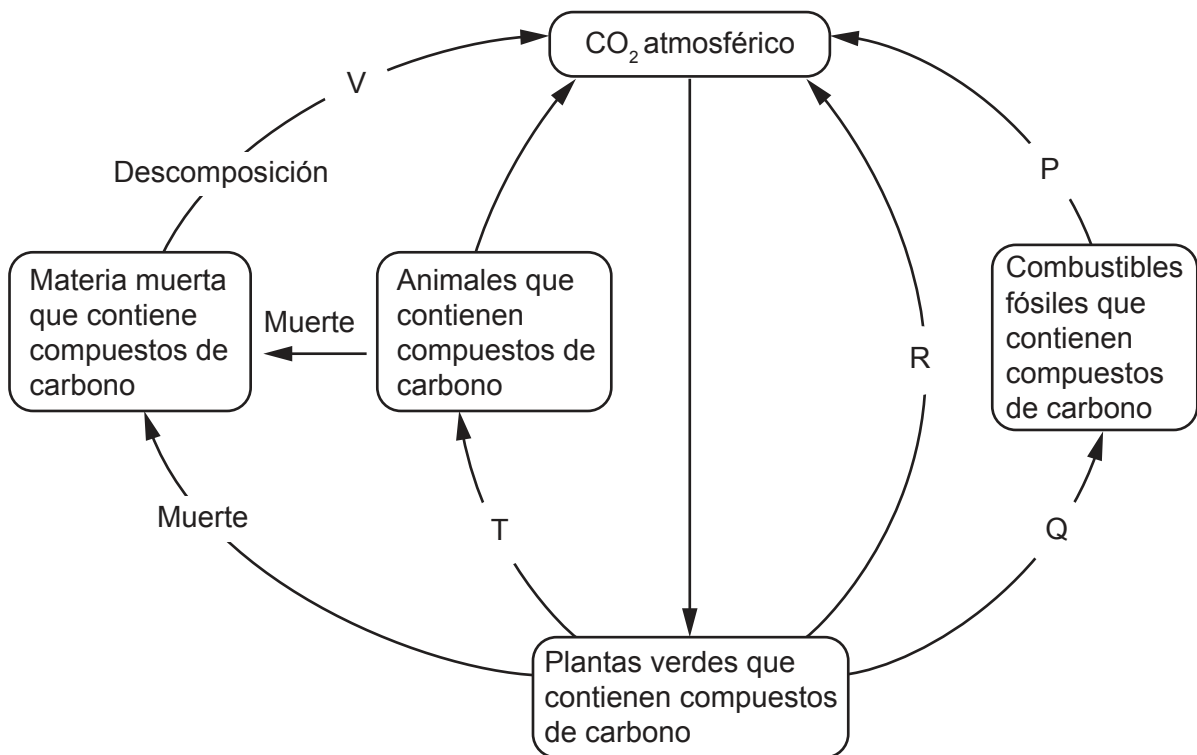 CO₂ atmosférico
V
Descomposición
P
Materia muerta
que contiene
compuestos de
carbono
Muerte
Animales que
contienen
compuestos de
carbono
R
Combustibles
fósiles que
contienen
compuestos
de carbono
Muerte
T
Q
Plantas verdes que
contienen compuestos
de carbono